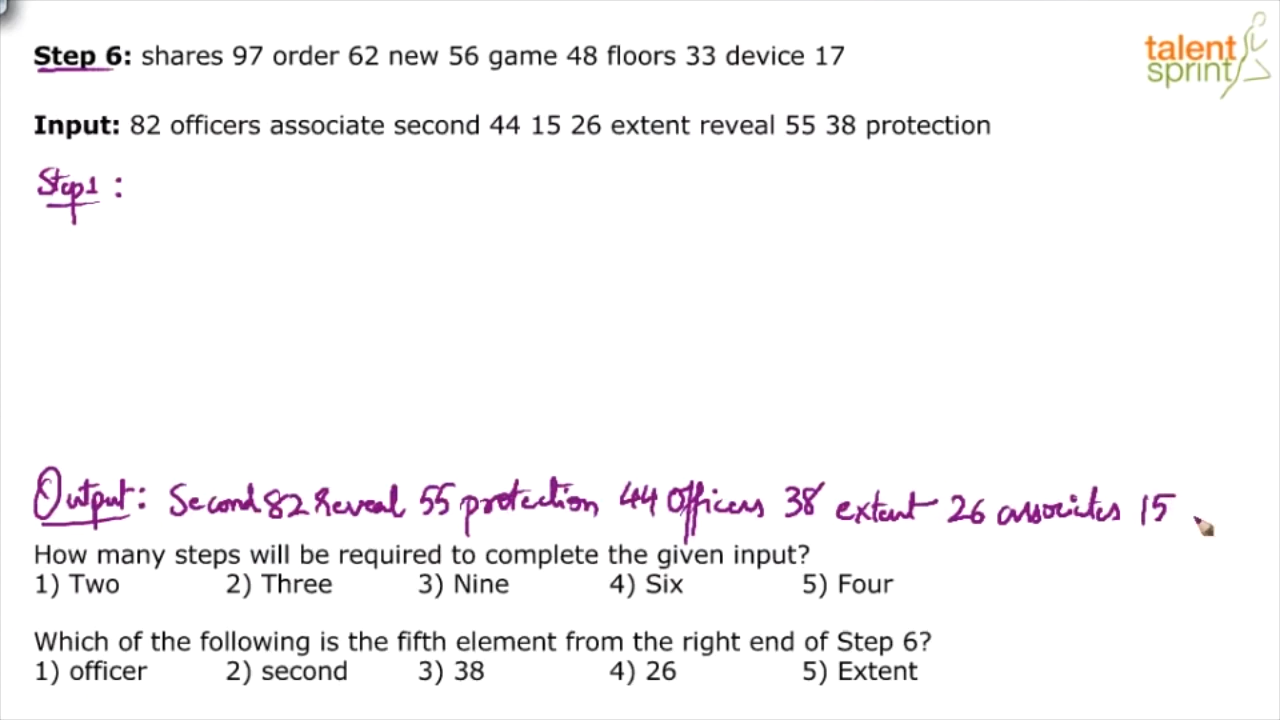 Step 6: shares 97 order 62 new 56 game 48 floors 33 device 17
talent
sprint
Input: 82 officers associate second 44 15 26 extent reveal 55 38 protection
Step1 :
Output: Second 82 reveal 55 protection 44 Officers 38 extent 26 associates 15
How many steps will be required to complete the given input?
1) Two 2) Three 3) Nine 4) Six 5) Four
Which of the following is the fifth element from the right end of Step 6?
1) officer 2) second 3) 38 4) 26 5) Extent